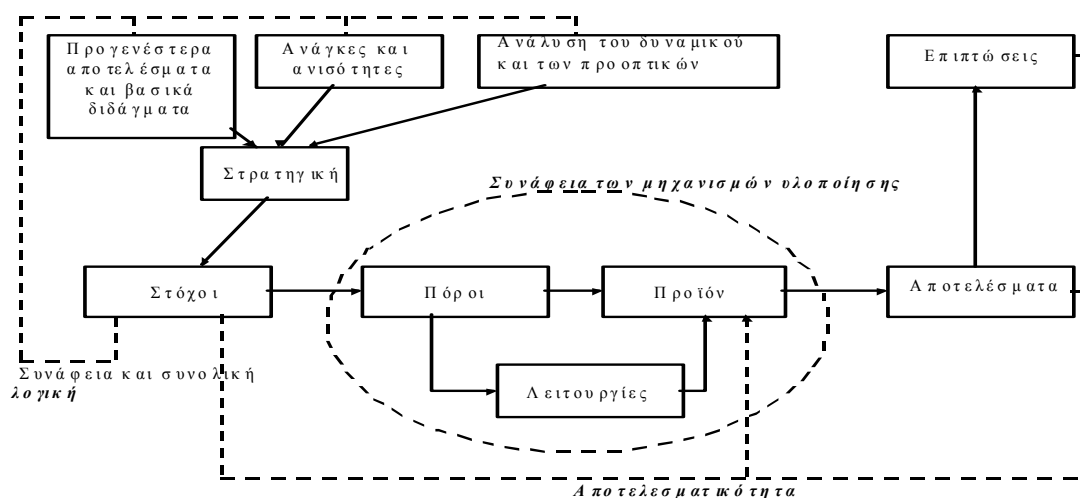 Προγενέστερα
αποτελέσματα
και βασικά
διδάγματα
Ανάγκες και
ανισότητες
Ανάλυση του δυναμικού
και των προοπτικών
Επιπτώσεις
Στρατηγική
Συνάφεια των μηχανισμών υλοποίησης
Στόχοι
Πόροι
Προϊόν
Αποτελέσματα
Συνάφεια και συνολική
λογική
Λειτουργίες
Αποτελεσματικότητα